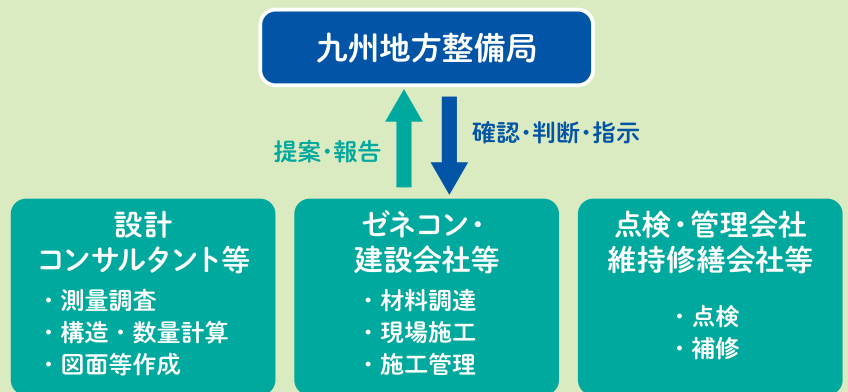 九州地方整備局
提案・報告
確認・判断・指示
設計
コンサルタント等
・測量調査
・構造・数量計算
・図面等作成
ゼネコン・
建設会社等
・材料調達
・現場施工
・施工管理
点検・管理会社
維持修繕会社等
・点検
・補修